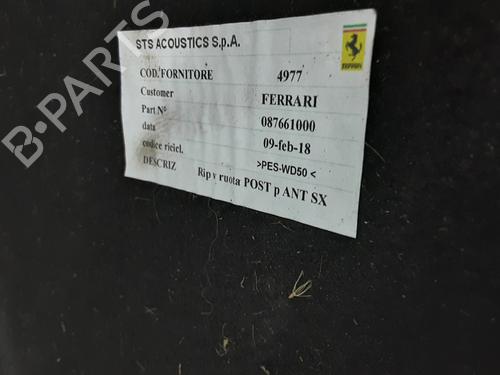 STS ACOUSTICS S.p.A.
COD.FORNITORE 4977
Customer FERRARI
Part N° 087661000
data 09-feb-18
codice ricicl. >PES-WD50<
DESCRIZ Rip v ruota POST p ANT SX
Ferrari
B-PARTS